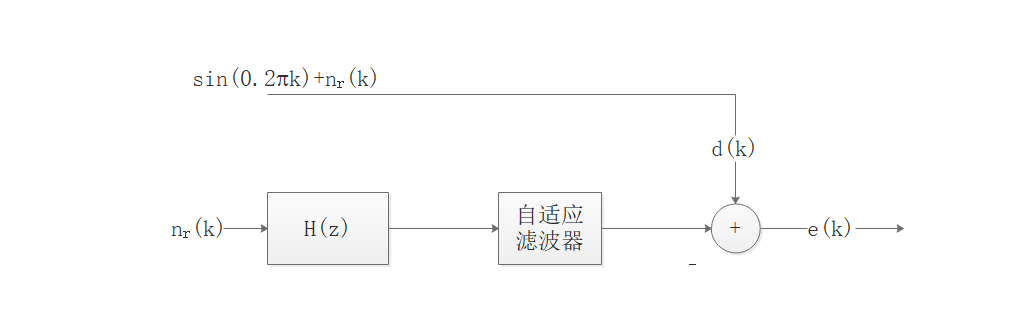 sin(0.2πk)+nᵣ(k)
d(k)
nᵣ(k)
H(z)
自适应
滤波器
+
e(k)
−